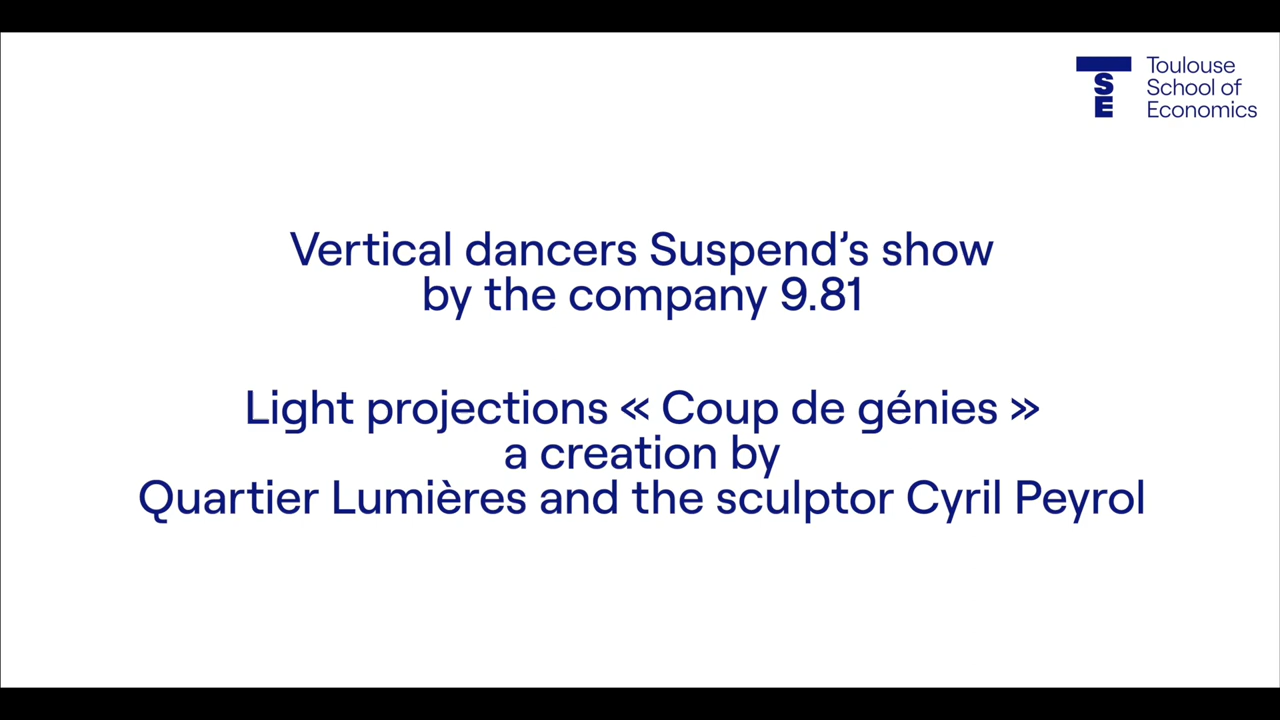 TSE
Toulouse
School of
Economics
Vertical dancers Suspend’s show
by the company 9.81
Light projections « Coup de génies »
a creation by
Quartier Lumières and the sculptor Cyril Peyrol